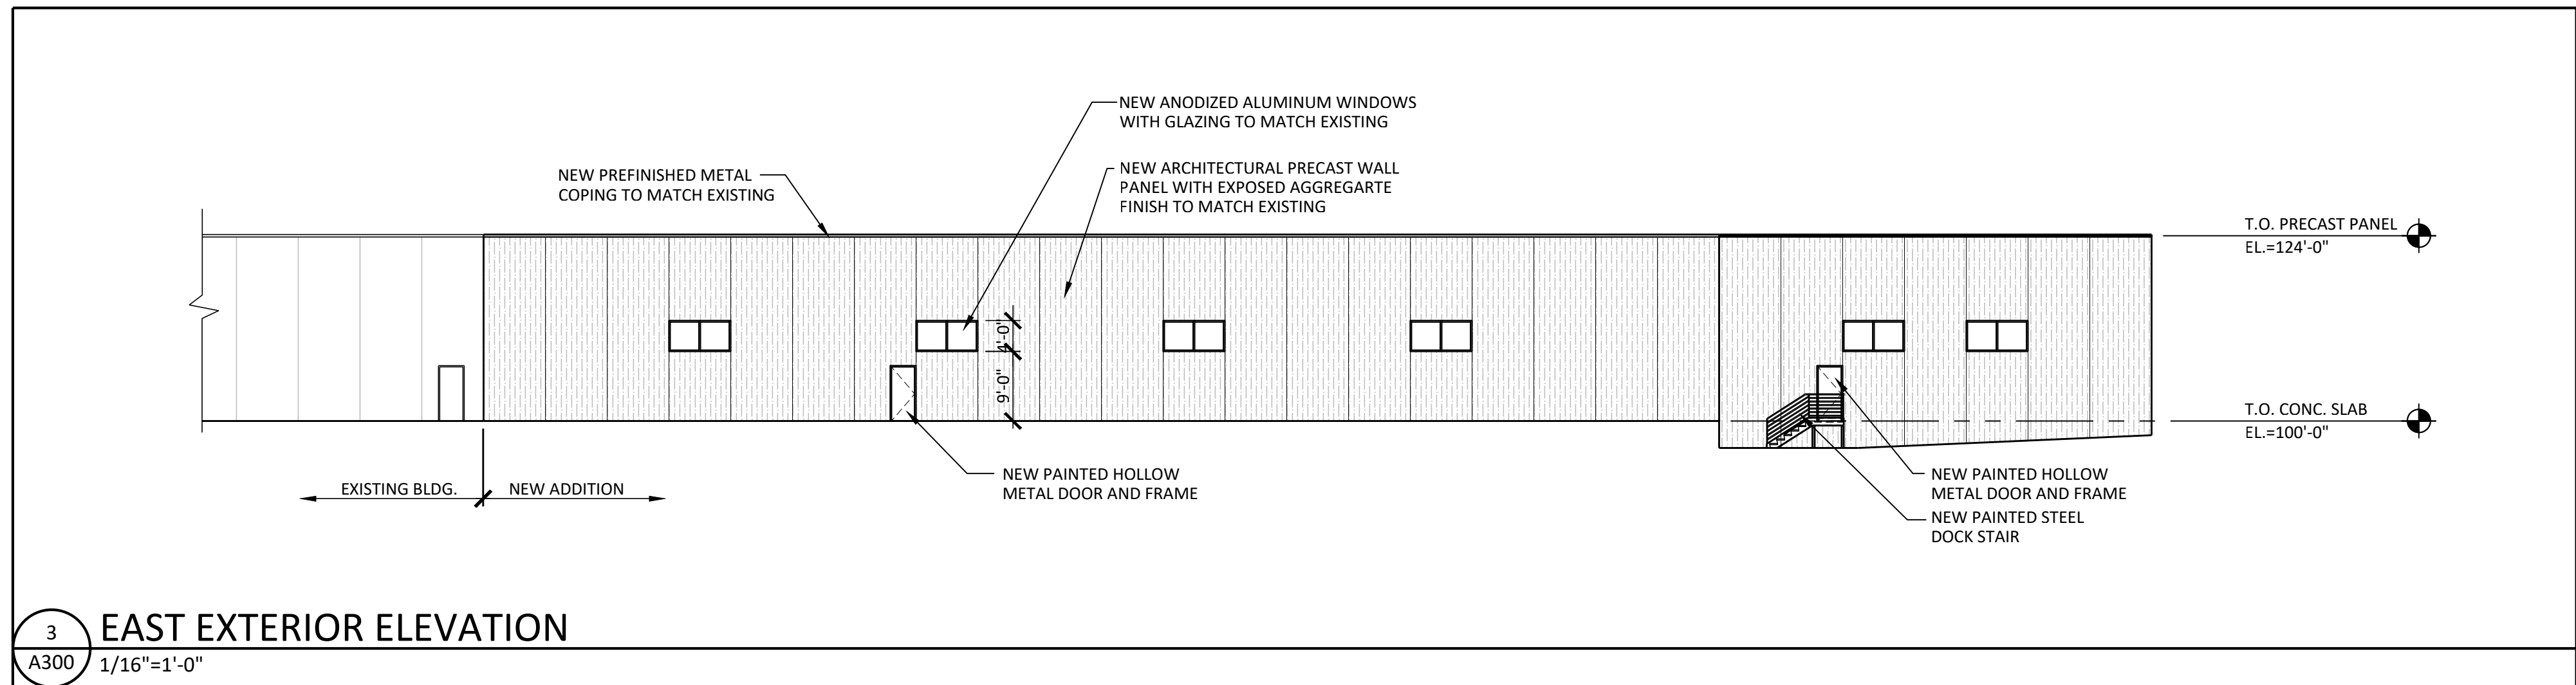 NEW ANODIZED ALUMINUM WINDOWS
WITH GLAZING TO MATCH EXISTING
NEW PREFINISHED METAL
COPING TO MATCH EXISTING
NEW ARCHITECTURAL PRECAST WALL
PANEL WITH EXPOSED AGGREGARTE
FINISH TO MATCH EXISTING
T.O. PRECAST PANEL
EL.=124'-0"
4'-0"
9'-0"
T.O. CONC. SLAB
EL.=100'-0"
EXISTING BLDG.
NEW ADDITION
NEW PAINTED HOLLOW
METAL DOOR AND FRAME
NEW PAINTED HOLLOW
METAL DOOR AND FRAME
NEW PAINTED STEEL
DOCK STAIR
3
A300
EAST EXTERIOR ELEVATION
1/16"=1'-0"